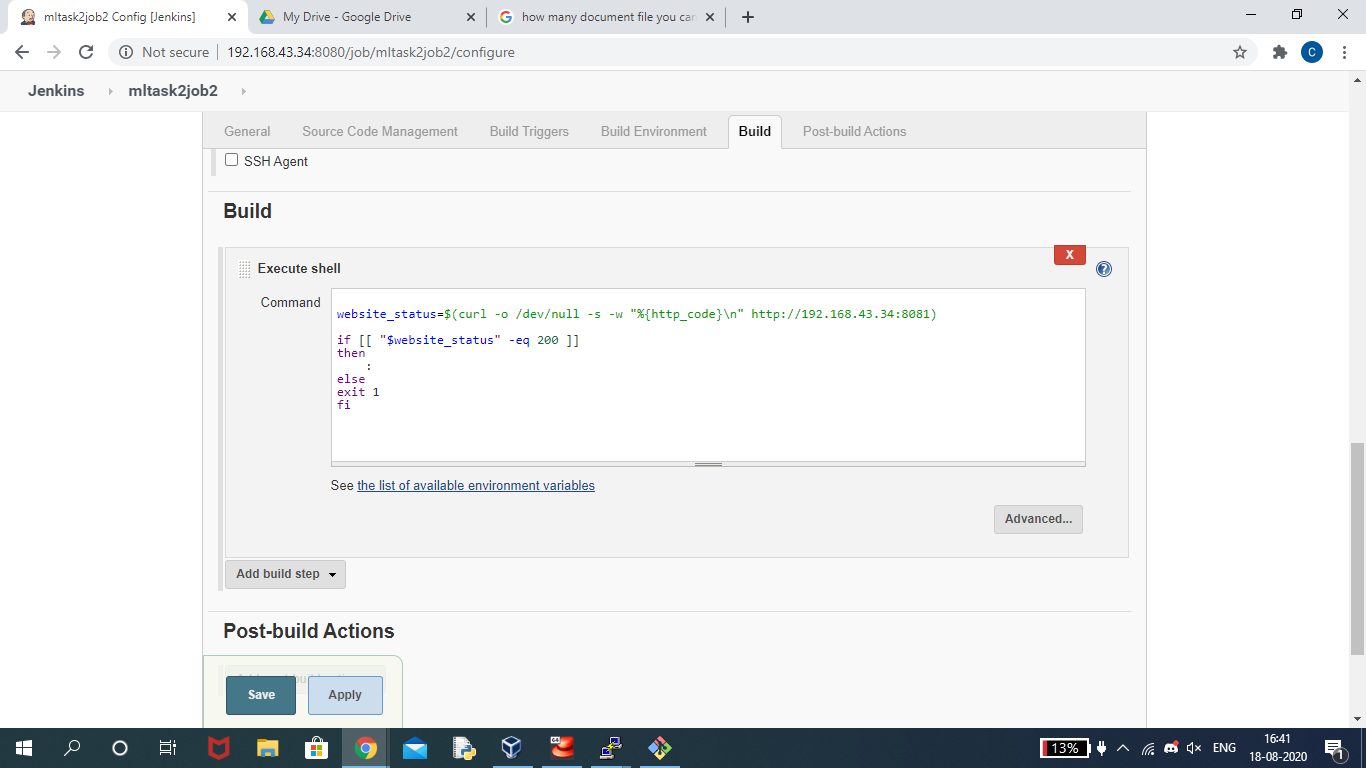 mltask2job2 Config [Jenkins]
My Drive - Google Drive
how many document file you can
Not secure
192.168.43.34:8080/job/mltask2job2/configure
C
Jenkins
mltask2job2
General
Source Code Management
Build Triggers
Build Environment
Build
Post-build Actions
SSH Agent
Build
X
Execute shell
?
Command
website_status=$(curl -o /dev/null -s -w "%{http_code}\n" http://192.168.43.34:8081)
if [[ "$website_status" -eq 200 ]]
then
:
else
exit 1
fi
See the list of available environment variables
Advanced...
Add build step
Post-build Actions
Save
Apply
64
13%
ENG
16:41
18-08-2020
1